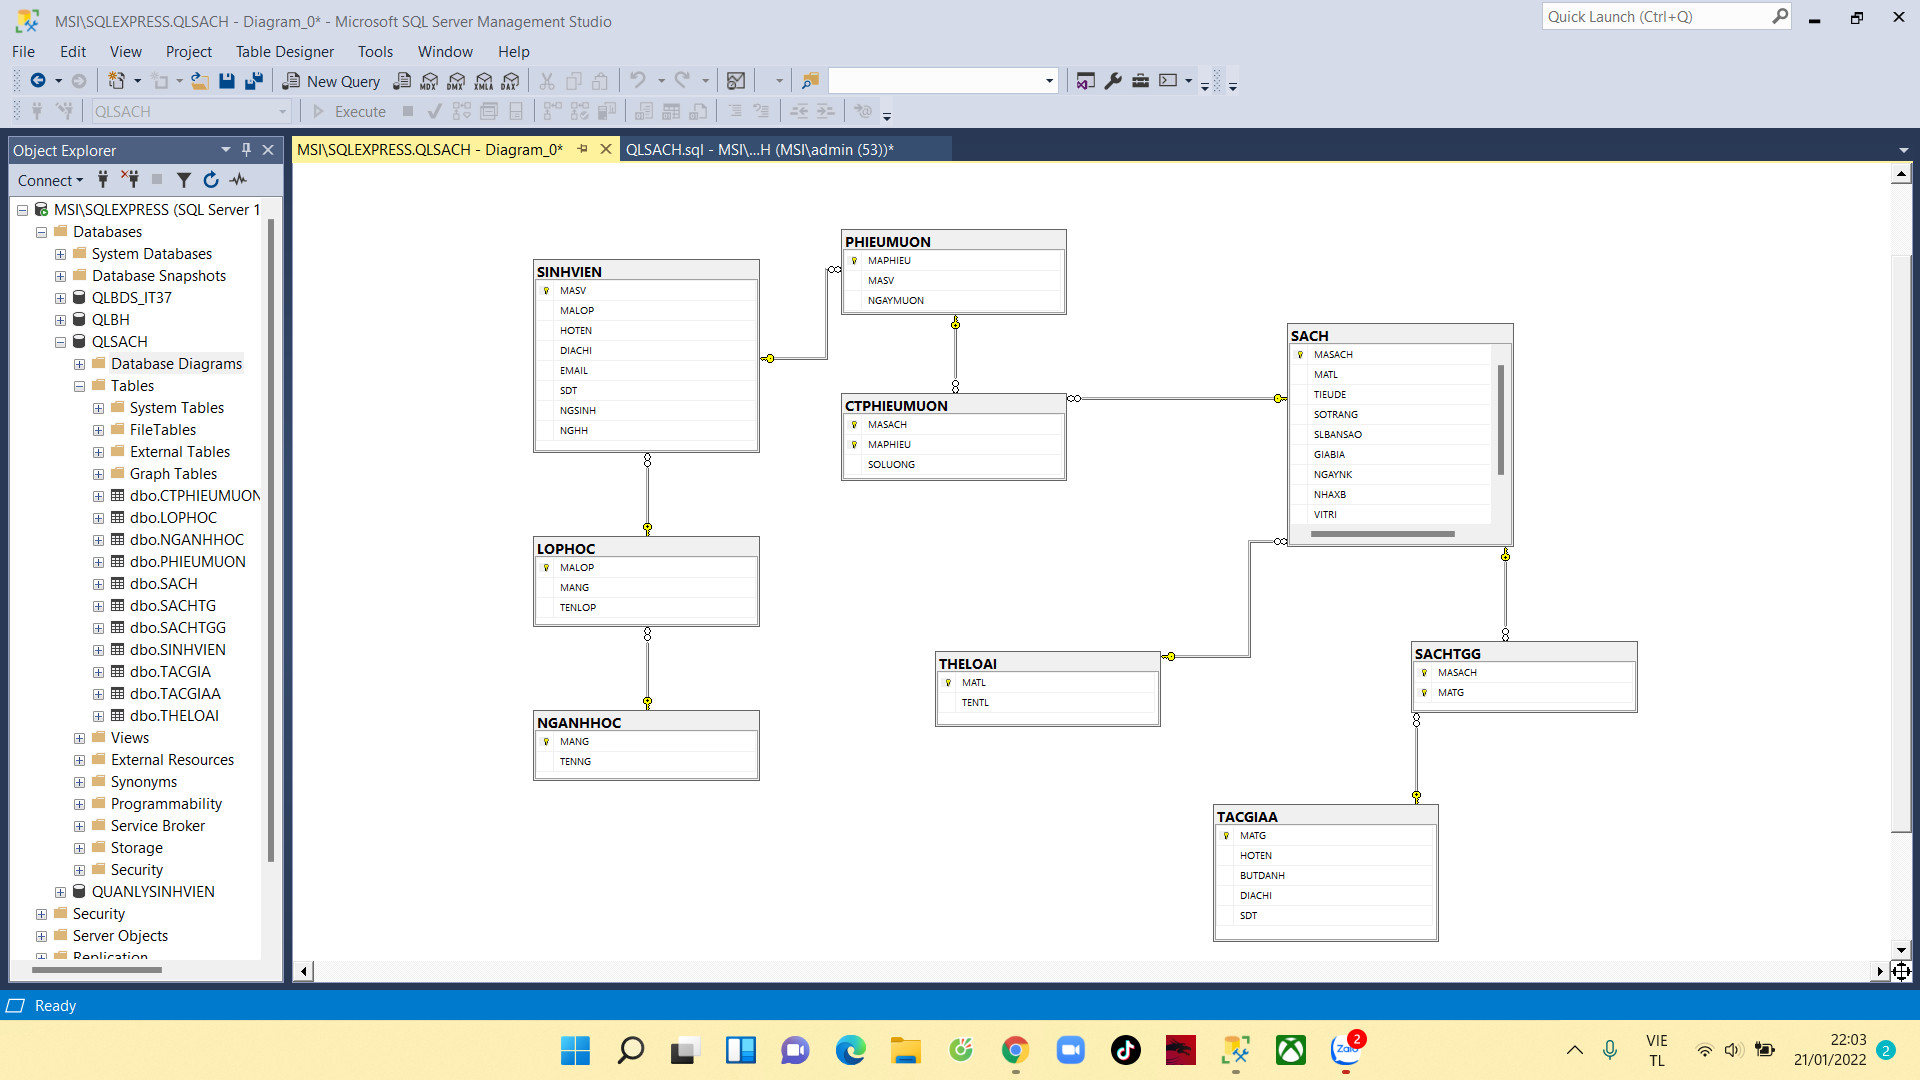 MSI\SQLEXPRESS.QLSACH - Diagram_0* - Microsoft SQL Server Management Studio
Quick Launch (Ctrl+Q)
File Edit View Project Table Designer Tools Window Help
New Query MDX DMX XMLA DAX
QLSACH Execute
Object Explorer
MSI\SQLEXPRESS.QLSACH - Diagram_0*
QLSACH.sql - MSI\...H (MSI\admin (53))*
Connect
MSI\SQLEXPRESS (SQL Server 1
Databases
System Databases
Database Snapshots
QLBDS_IT37
QLBH
QLSACH
Database Diagrams
Tables
System Tables
FileTables
External Tables
Graph Tables
dbo.CTPHIEUMUON
dbo.LOPHOC
dbo.NGANHHOC
dbo.PHIEUMUON
dbo.SACH
dbo.SACHTG
dbo.SACHTGG
dbo.SINHVIEN
dbo.TACGIA
dbo.TACGIAA
dbo.THELOAI
Views
External Resources
Synonyms
Programmability
Service Broker
Storage
Security
QUANLYSINHVIEN
Security
Server Objects
Replication
SINHVIEN
MASV
MALOP
HOTEN
DIACHI
EMAIL
SDT
NGSINH
NGHH
PHIEUMUON
MAPHIEU
MASV
NGAYMUON
CTPHIEUMUON
MASACH
MAPHIEU
SOLUONG
SACH
MASACH
MATL
TIEUDE
SOTRANG
SLBANSAO
GIABIA
NGAYNK
NHAXB
VITRI
LOPHOC
MALOP
MANG
TENLOP
NGANHHOC
MANG
TENNG
THELOAI
MATL
TENTL
SACHTGG
MASACH
MATG
TACGIAA
MATG
HOTEN
BUTDANH
DIACHI
SDT
Ready
Zalo
2
VIE
TL
22:03
21/01/2022
2